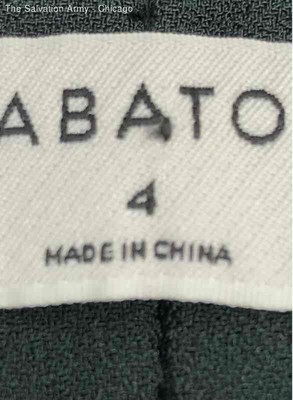 The Salvation Army - Chicago
ABATO
4
MADE IN CHINA